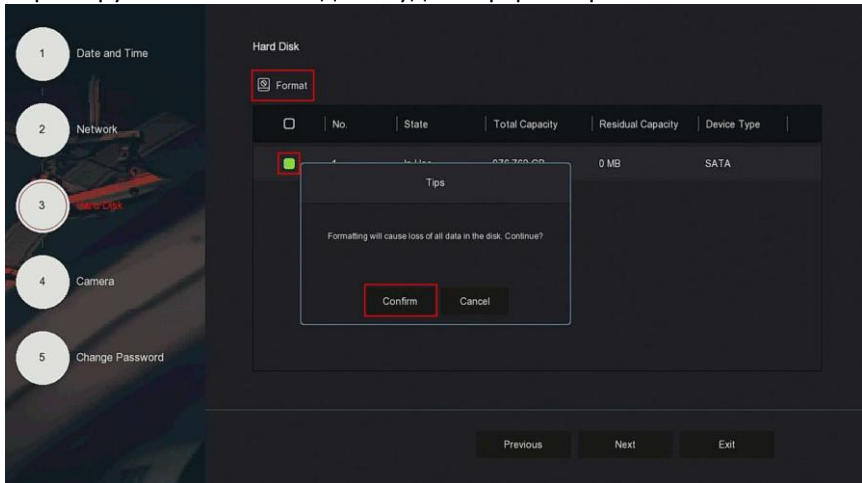 1 Date and Time
2 Network
3 Hard Disk
4 Camera
5 Change Password
Hard Disk
Format
No. State Total Capacity Residual Capacity Device Type
0 MB SATA
Tips
Formatting will cause loss of all data in the disk. Continue?
Confirm Cancel
Previous Next Exit